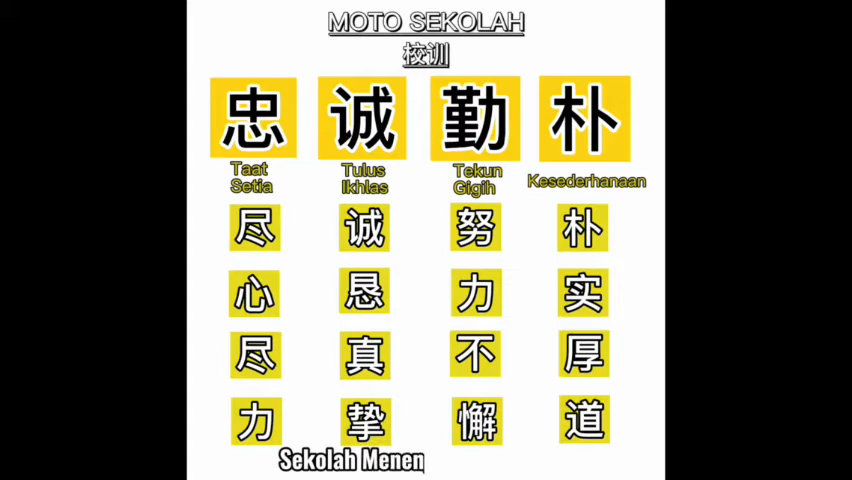 MOTO SEKOLAH
校训
忠 诚 勤 朴
Taat Setia
Tulus Ikhlas
Tekun Gigih
Kesederhanaan
尽心尽力
诚恳真挚
努力不懈
朴实厚道
Sekolah Menen